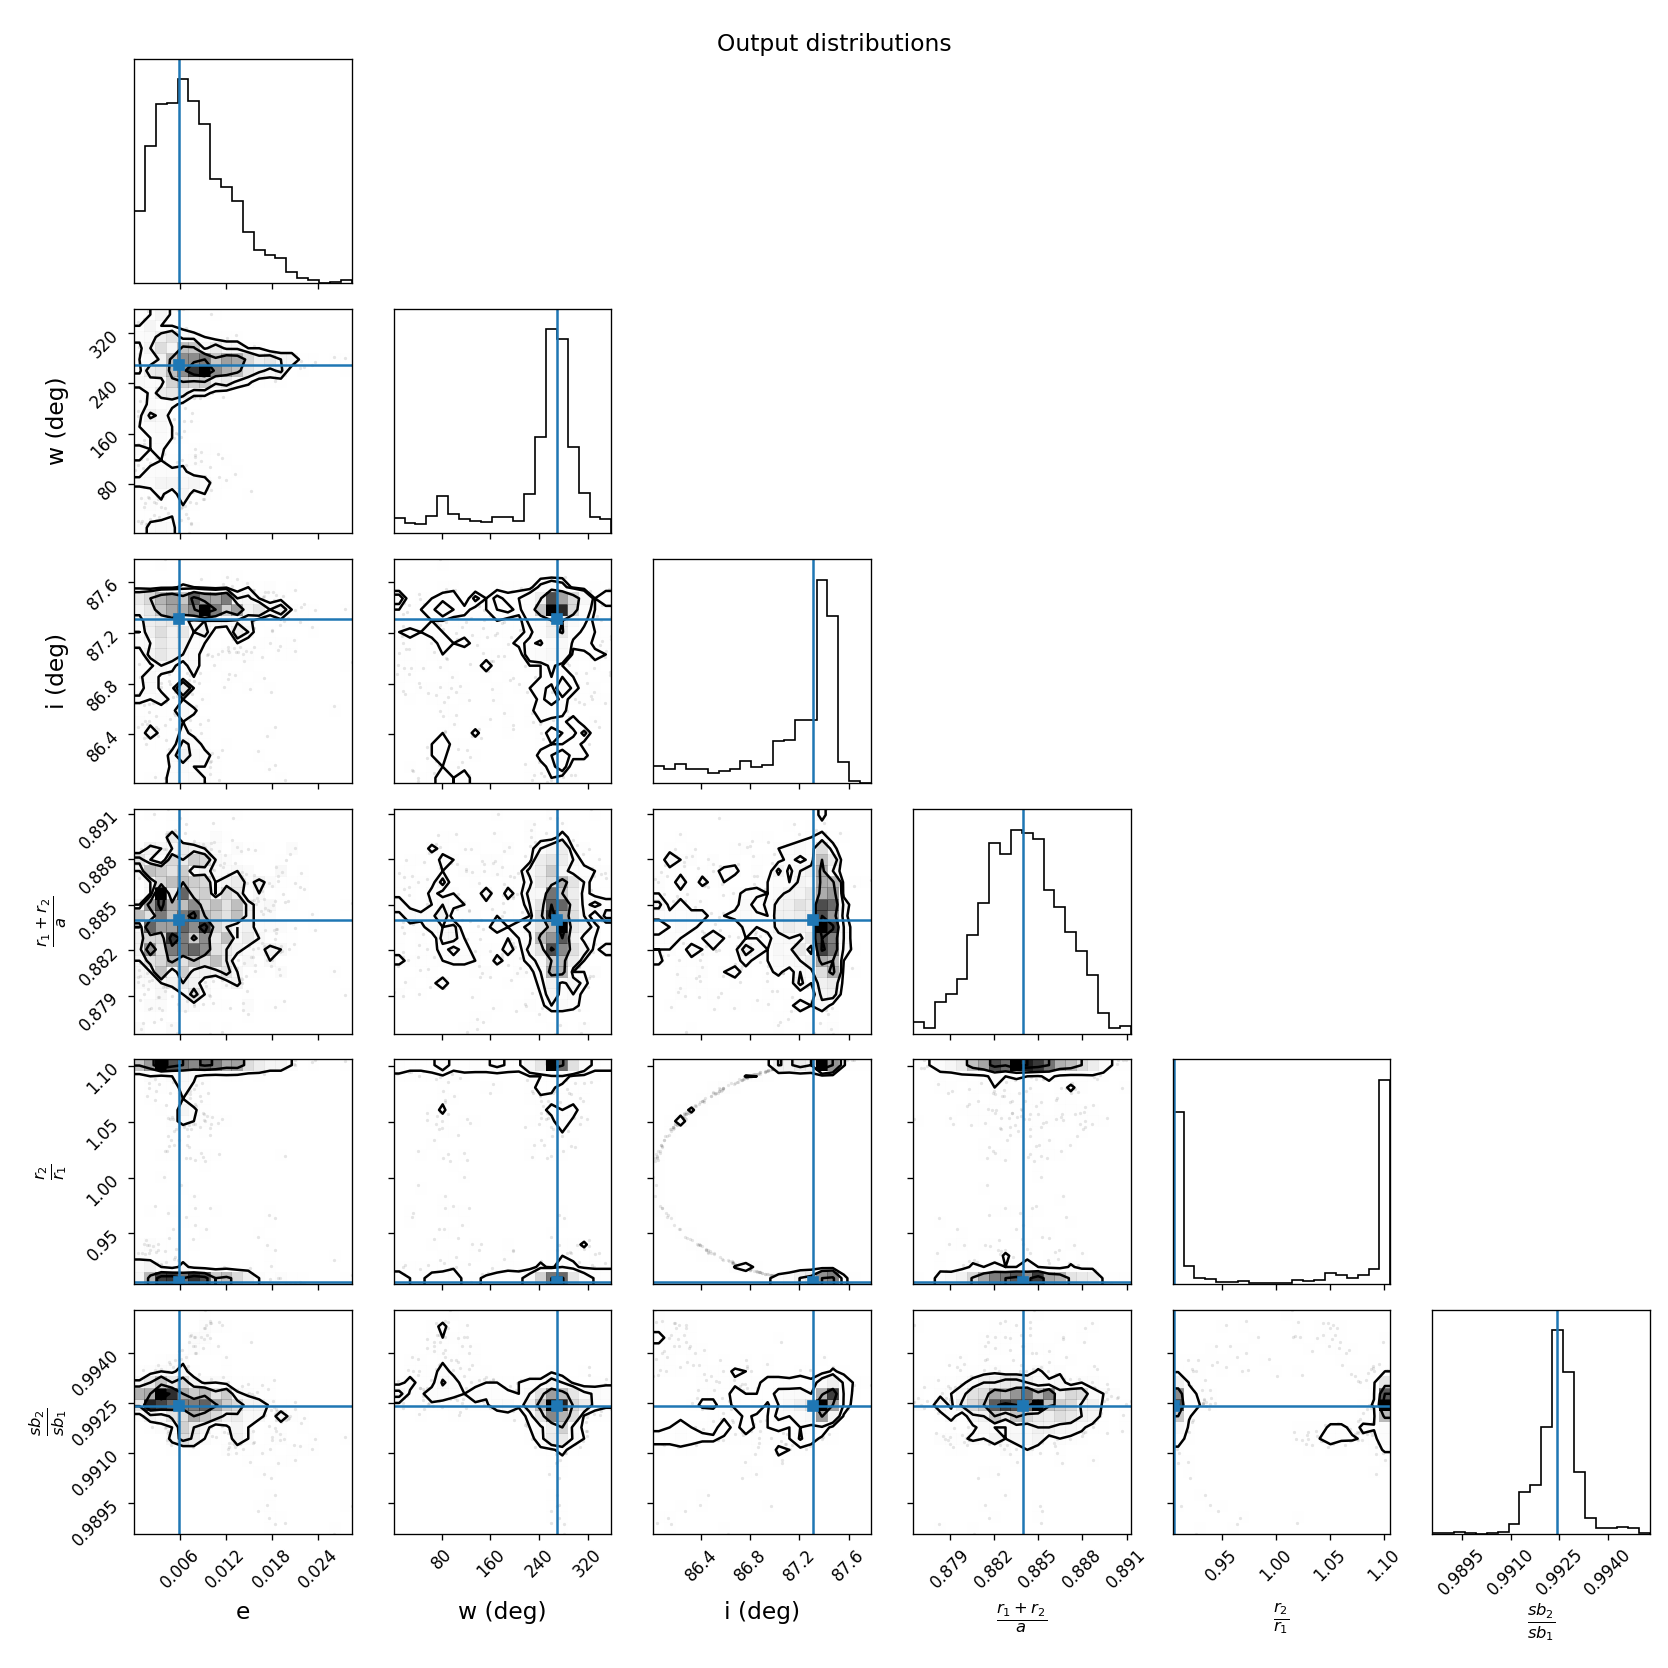 Output distributions
320
240
160
80
w (deg)
87.6
87.2
86.8
86.4
i (deg)
0.891
0.888
0.885
0.882
0.879
r₁ + r₂
a
1.10
1.05
1.00
0.95
r₂
r₁
0.9940
0.9925
0.9910
0.9895
sb₂
sb₁
0.006 0.012 0.018 0.024 80 160 240 320 86.4 86.8 87.2 87.6 0.879 0.882 0.885 0.888 0.891 0.95 1.00 1.05 1.10 0.9895 0.9910 0.9925 0.9940
e w (deg) i (deg) r₁ + r₂ r₂ sb₂
a r₁ sb₁